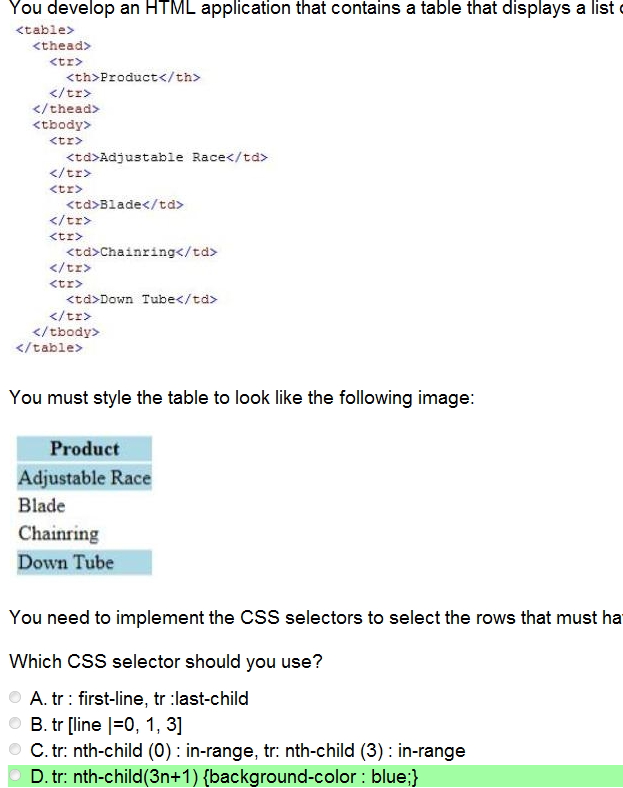 You develop an HTML application that contains a table that displays a list
<table>
<thead>
<tr>
<th>Product</th>
</tr>
</thead>
<tbody>
<tr>
<td>Adjustable Race</td>
</tr>
<tr>
<td>Blade</td>
</tr>
<tr>
<td>Chainring</td>
</tr>
<tr>
<td>Down Tube</td>
</tr>
</tbody>
</table>
You must style the table to look like the following image:
Product
Adjustable Race
Blade
Chainring
Down Tube
You need to implement the CSS selectors to select the rows that must
Which CSS selector should you use?
A. tr : first-line, tr :last-child
B. tr [line |=0, 1, 3]
C. tr: nth-child (0) : in-range, tr: nth-child (3) : in-range
D. tr: nth-child(3n+1) {background-color : blue;}